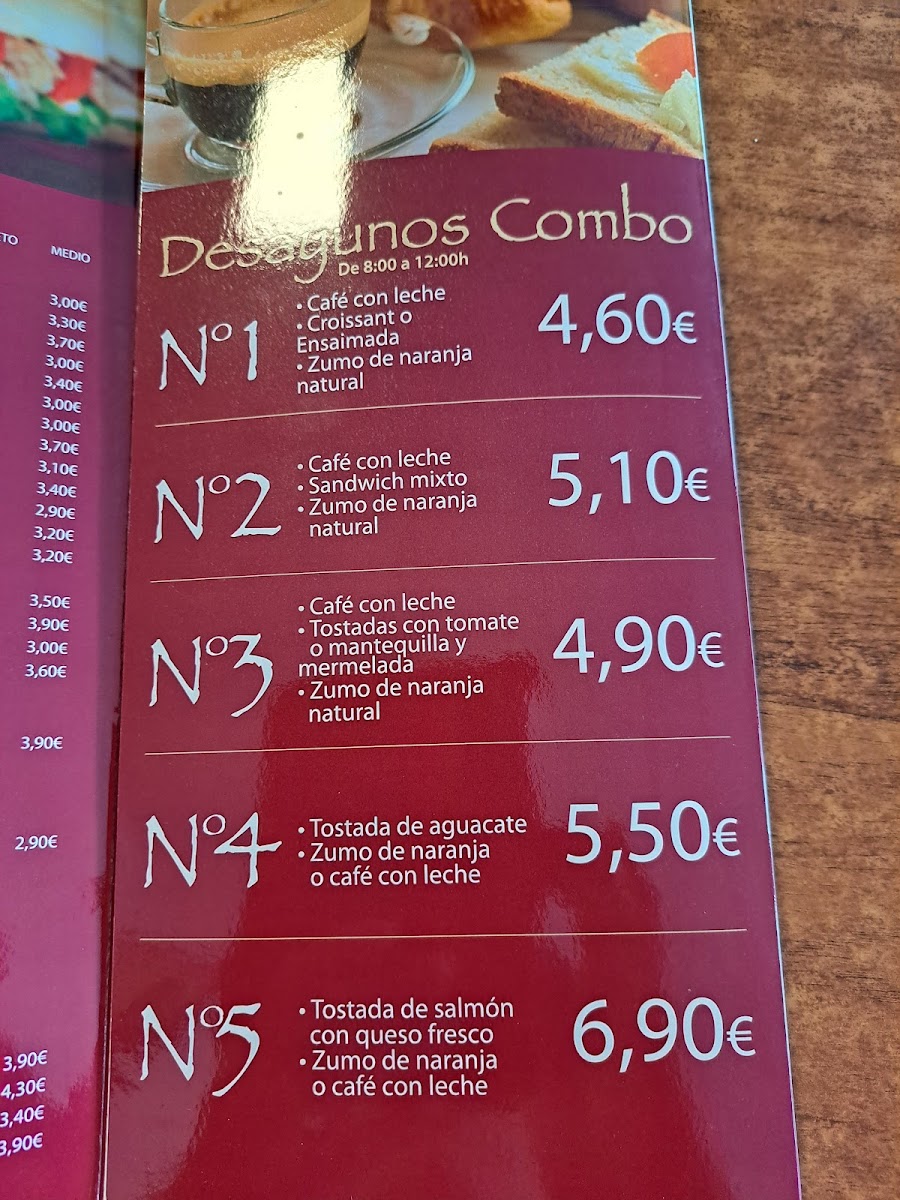 ETO MEDIO
3,00€
3,30€
3,70€
3,00€
3,40€
3,00€
3,00€
3,70€
3,10€
3,40€
2,90€
3,20€
3,20€
3,50€
3,90€
3,00€
3,60€
3,90€
2,90€
3,90€
4,30€
3,40€
3,90€
Desayunos Combo
De 8:00 a 12:00h
Nº1
• Café con leche
• Croissant o
Ensaimada
• Zumo de naranja
natural
4,60€
Nº2
• Café con leche
• Sandwich mixto
• Zumo de naranja
natural
5,10€
Nº3
• Café con leche
• Tostadas con tomate
o mantequilla y
mermelada
• Zumo de naranja
natural
4,90€
Nº4
• Tostada de aguacate
• Zumo de naranja
o café con leche
5,50€
Nº5
• Tostada de salmón
con queso fresco
• Zumo de naranja
o café con leche
6,90€